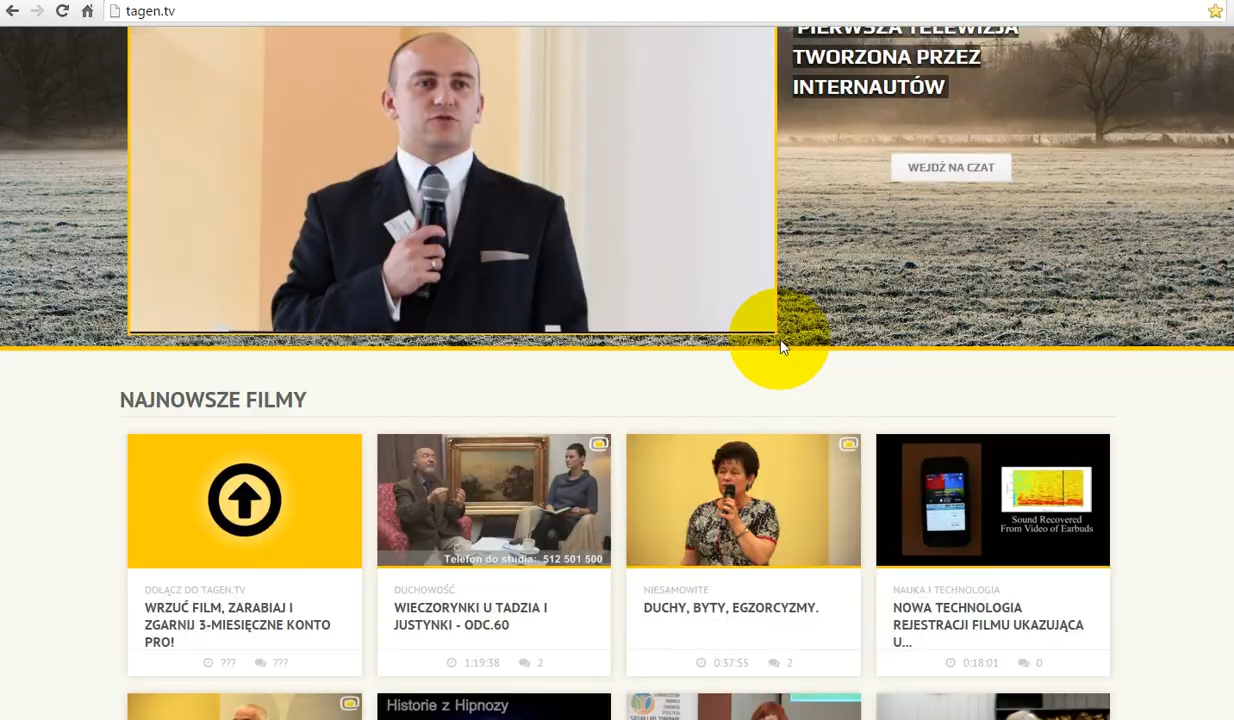 tagen.tv
PIERWSZA TELEWIZJA
TWORZONA PRZEZ
INTERNAUTÓW
WEJDŹ NA CZAT
NAJNOWSZE FILMY
Telefon do studia: 512 501 500
Sound Recovered
From Video of Earbuds
DOŁĄCZ DO TAGEN.TV
WRZUĆ FILM, ZARABIAJ I
ZGARNIJ 3-MIESIĘCZNE KONTO
PRO!
??? ???
DUCHOWOŚĆ
WIECZORYNKI U TADZIA I
JUSTYNKI - ODC.60
1:19:38 2
NIESAMOWITE
DUCHY, BYTY, EGZORCYZMY.
0:37:55 2
NAUKA I TECHNOLOGIA
NOWA TECHNOLOGIA
REJESTRACJI FILMU UKAZUJĄCA
U...
0:18:01 0
Historie z Hipnozy